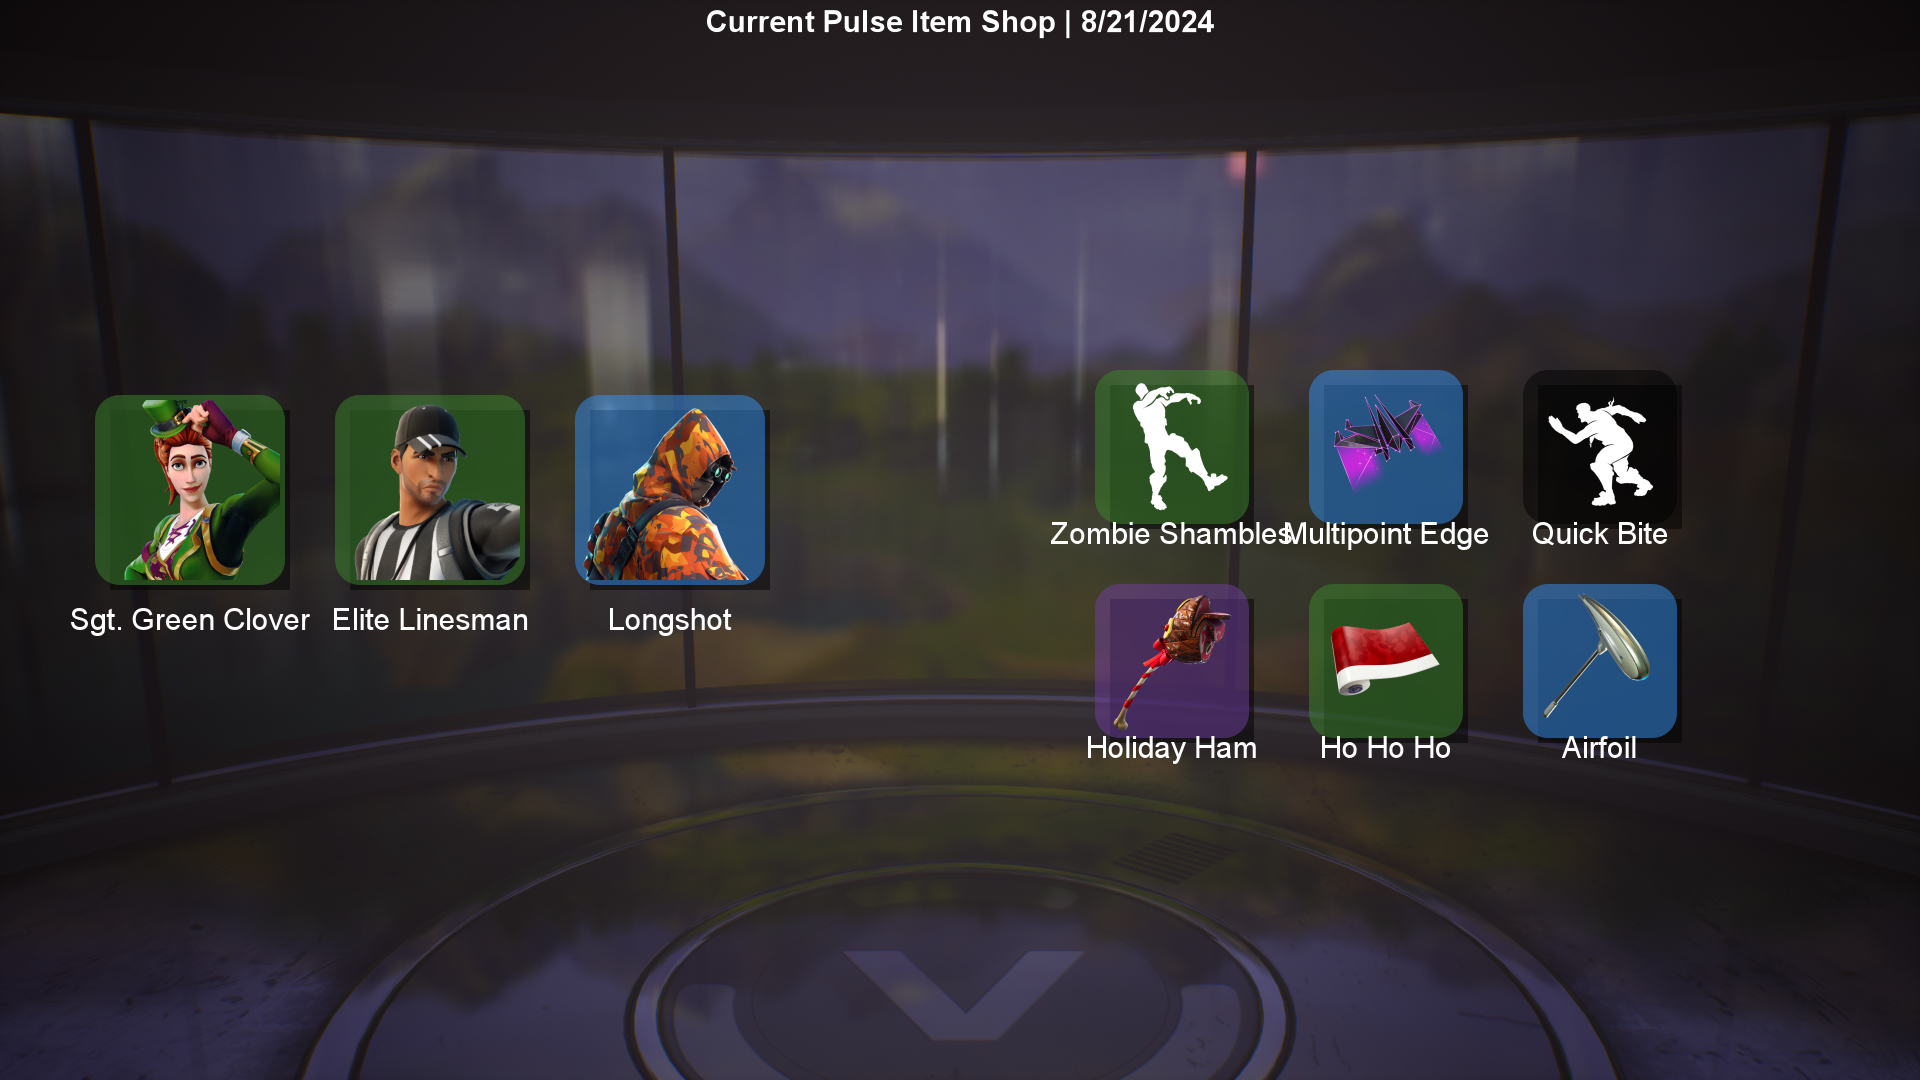 Current Pulse Item Shop | 8/21/2024
Sgt. Green Clover
Elite Linesman
Longshot
Zombie Shambles
Multipoint Edge
Quick Bite
Holiday Ham
Ho Ho Ho
Airfoil